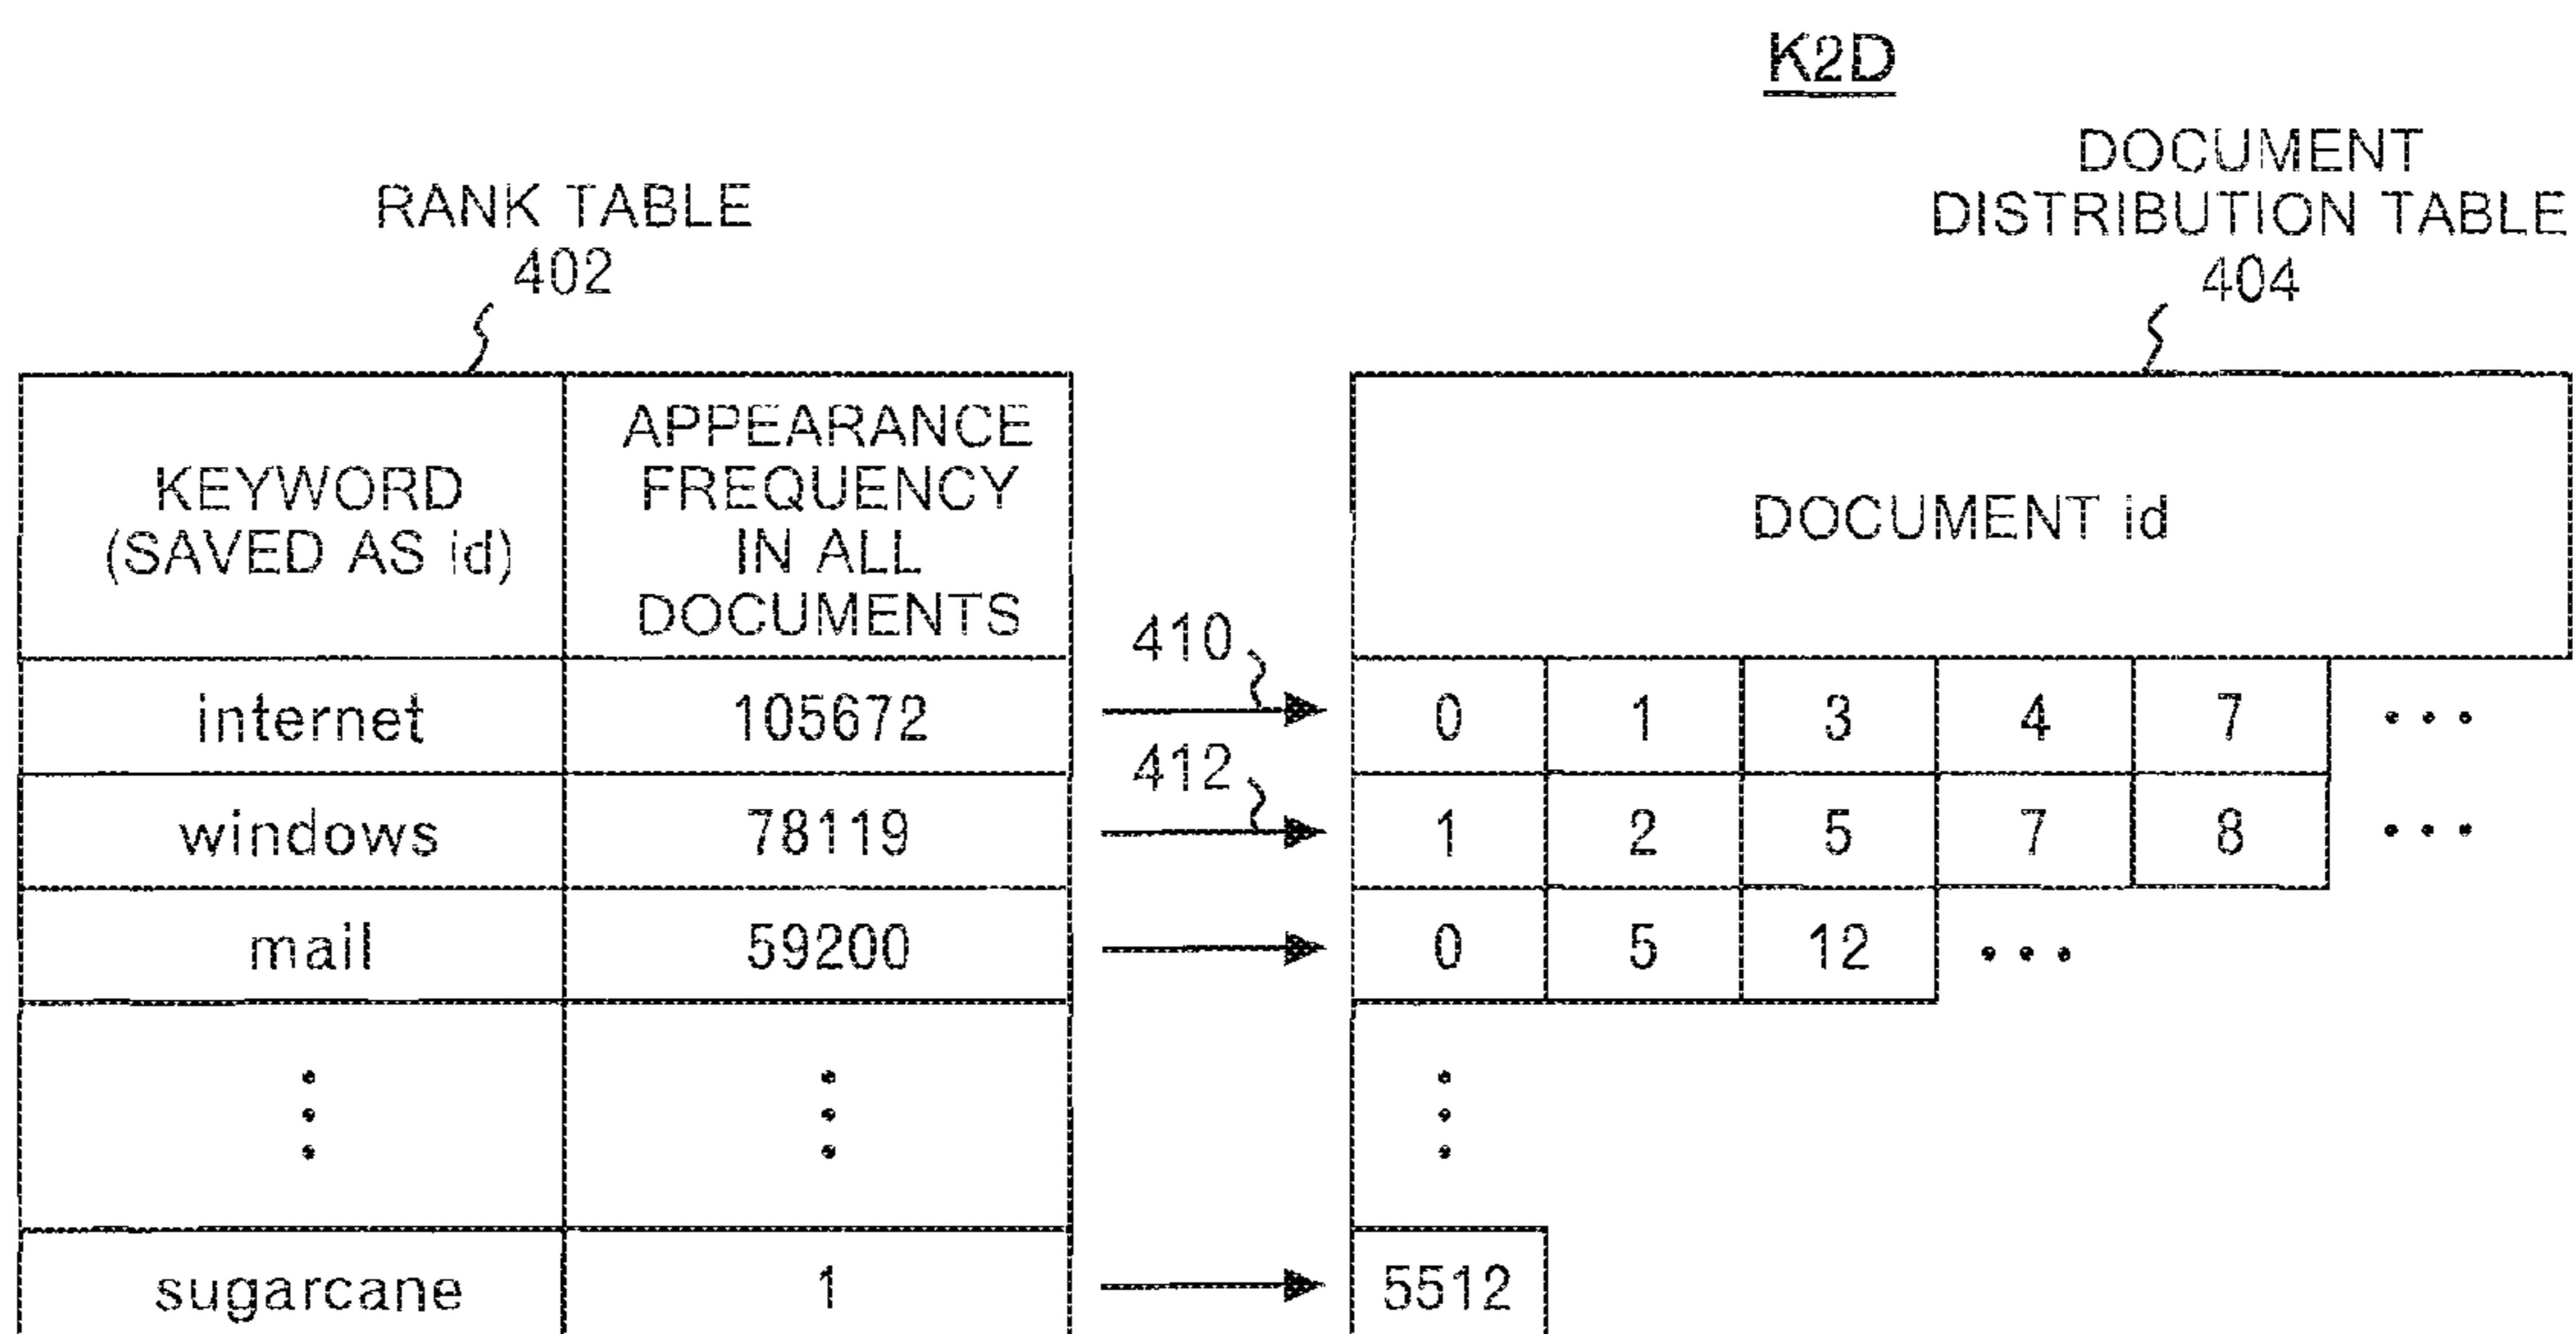 K2D
RANK TABLE
402
DOCUMENT
DISTRIBUTION TABLE
404
KEYWORD
(SAVED AS id)
APPEARANCE
FREQUENCY
IN ALL
DOCUMENTS
DOCUMENT id
internet 105672 410 0 1 3 4 7 ...
windows 78119 412 1 2 5 7 8 ...
mail 59200 0 5 12 ...
sugarcane 1 5512